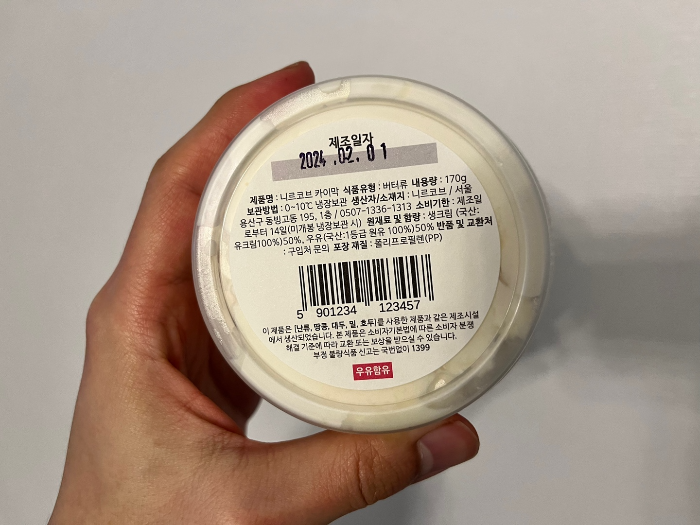 제조일자
2024 .02. 01
제품명 : 니르코브 카이막 식품유형 : 버터류 내용량 : 170g
보관방법 : 0~10℃ 냉장보관 생산자/소재지 : 니르코브 / 서울
용산구 동빙고동 195, 1층 / 0507-1336-1313 소비기한 : 제조일
로부터 14일(미개봉 냉장보관 시) 원재료 및 함량 : 생크림 (국산:
유크림100%)50%, 우유(국산:1등급 원유 100%)50% 반품 및 교환처
: 구입처 문의 포장 재질 : 폴리프로필렌(PP)
5 901234 123457
이 제품은 [난류, 땅콩, 대두, 밀, 호두]를 사용한 제품과 같은 제조시설
에서 생산되었습니다. 본 제품은 소비자기본법에 따른 소비자 분쟁
해결 기준에 따라 교환 또는 보상을 받으실 수 있습니다.
부정 불량식품 신고는 국번없이 1399
우유함유